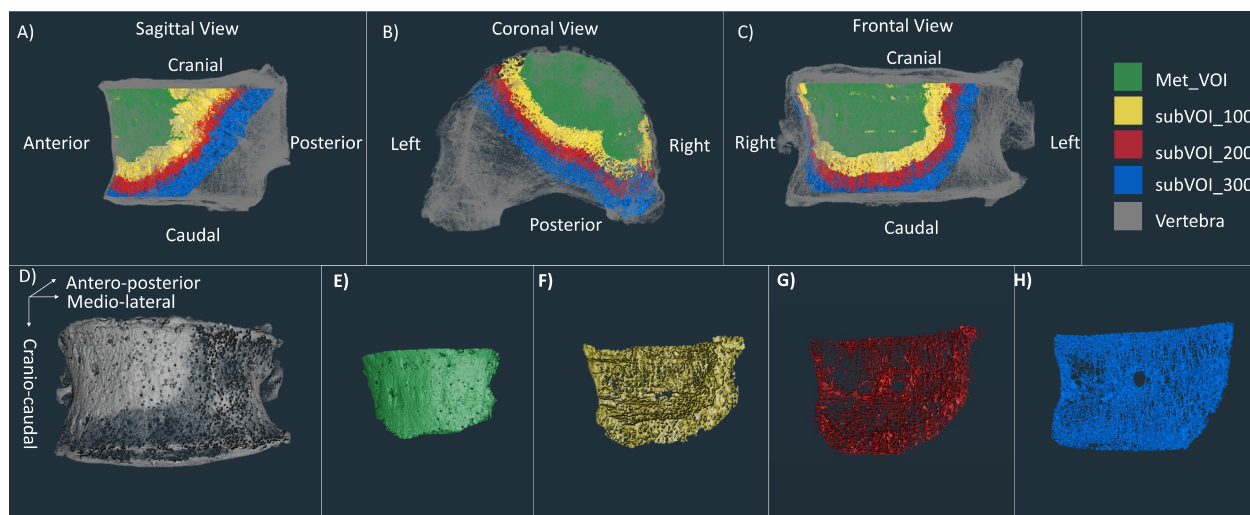 A)
Sagittal View
Cranial
Anterior
Posterior
Caudal
B)
Coronal View
Left
Right
Posterior
C)
Frontal View
Cranial
Right
Left
Caudal
Met_VOI
subVOI_100
subVOI_200
subVOI_300
Vertebra
D)
Antero-posterior
Medio-lateral
Cranio-caudal
E)
F)
G)
H)